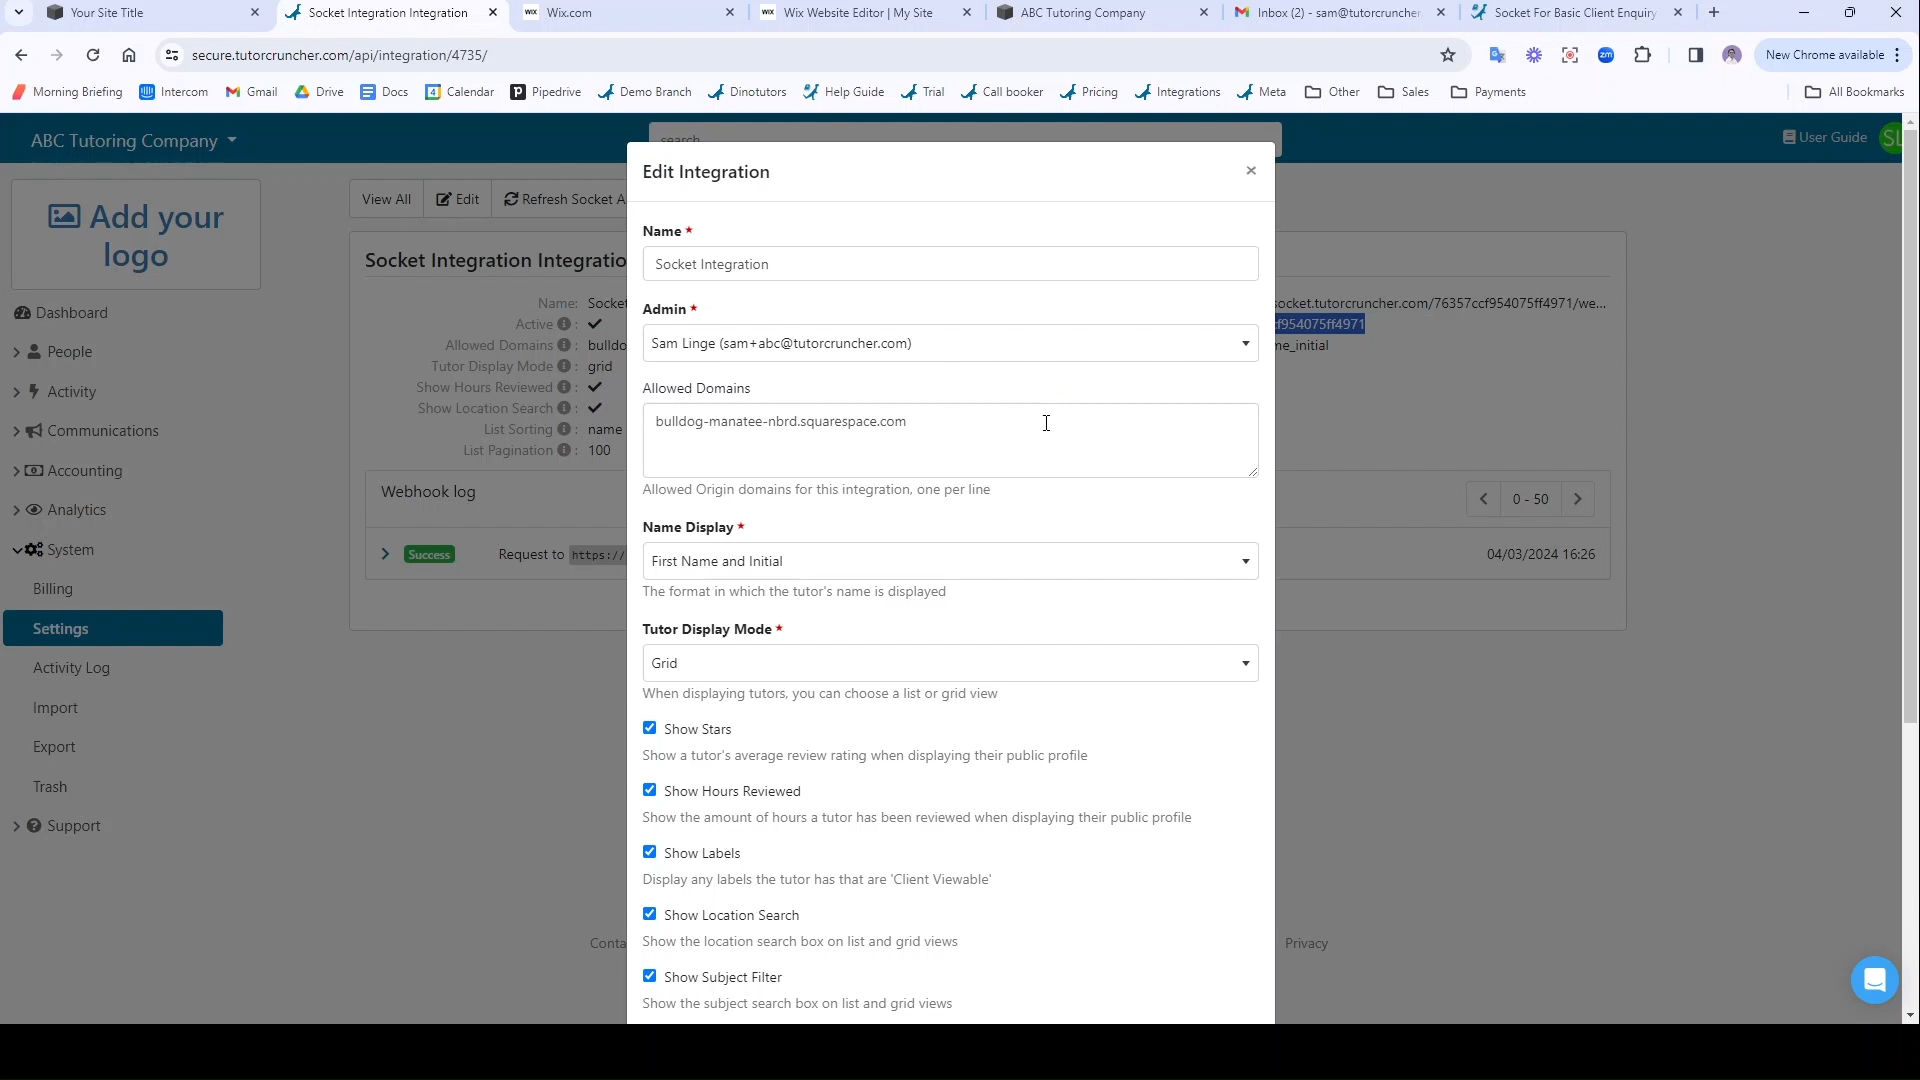 Your Site Title
Socket Integration Integration
Wix.com
Wix Website Editor | My Site
ABC Tutoring Company
Inbox (2) - sam@tutorcruncher.
Socket For Basic Client Enquiry
secure.tutorcruncher.com/api/integration/4735/
New Chrome available
Morning Briefing
Intercom
Gmail
Drive
Docs
Calendar
Pipedrive
Demo Branch
Dinotutors
Help Guide
Trial
Call booker
Pricing
Integrations
Meta
Other
Sales
Payments
All Bookmarks
ABC Tutoring Company
search
User Guide
SL
Add your
logo
Dashboard
People
Activity
Communications
Accounting
Analytics
System
Billing
Settings
Activity Log
Import
Export
Trash
Support
View All
Edit
Refresh Socket A
Socket Integration Integratio
Name: Socket
Active :
Allowed Domains : bulldo
Tutor Display Mode : grid
Show Hours Reviewed :
Show Location Search :
List Sorting : name
List Pagination : 100
ocket.tutorcruncher.com/76357ccf954075ff4971/we...
cf954075ff4971
me_initial
Webhook log
0 - 50
Success
Request to https://
04/03/2024 16:26
Conta
Privacy
Edit Integration
×
Name *
Socket Integration
Admin *
Sam Linge (sam+abc@tutorcruncher.com)
Allowed Domains
bulldog-manatee-nbrd.squarespace.com
Allowed Origin domains for this integration, one per line
Name Display *
First Name and Initial
The format in which the tutor's name is displayed
Tutor Display Mode *
Grid
When displaying tutors, you can choose a list or grid view
Show Stars
Show a tutor's average review rating when displaying their public profile
Show Hours Reviewed
Show the amount of hours a tutor has been reviewed when displaying their public profile
Show Labels
Display any labels the tutor has that are 'Client Viewable'
Show Location Search
Show the location search box on list and grid views
Show Subject Filter
Show the subject search box on list and grid views